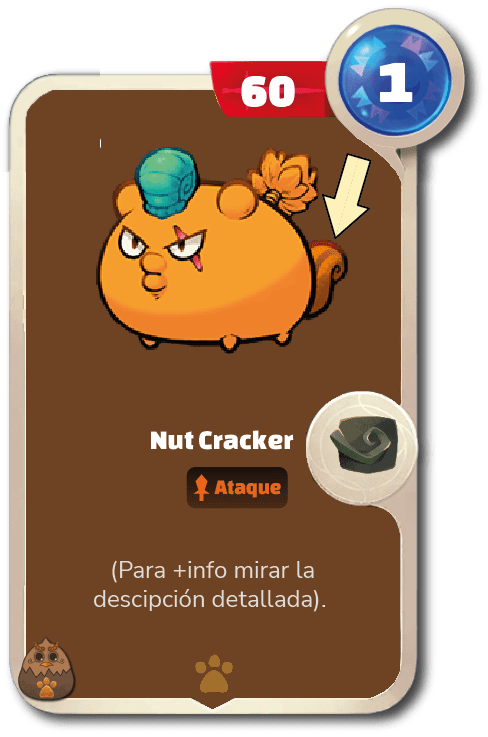 60
1
Nut Cracker
Ataque
(Para +info mirar la
descipción detallada).